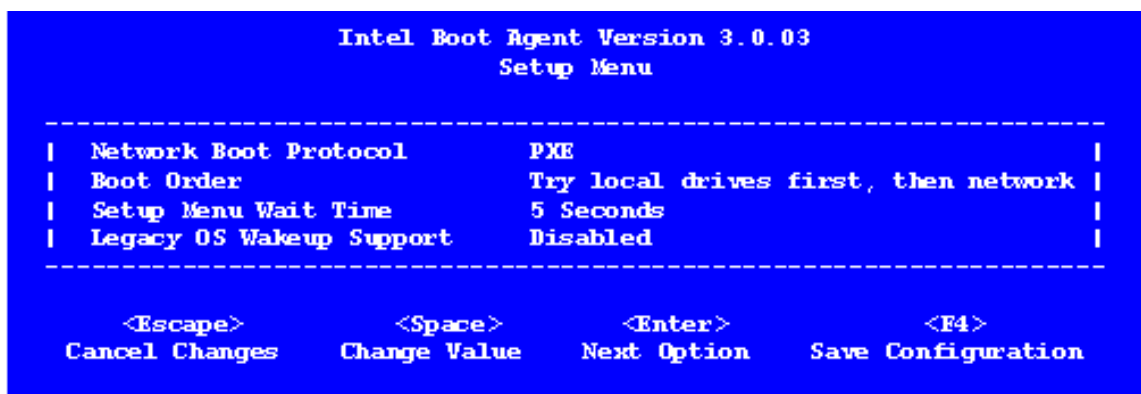 Intel Boot Agent Version 3.0.03
Setup Menu
Network Boot Protocol PXE
Boot Order Try local drives first, then network
Setup Menu Wait Time 5 Seconds
Legacy OS Wakeup Support Disabled
<Escape> <Space> <Enter> <F4>
Cancel Changes Change Value Next Option Save Configuration